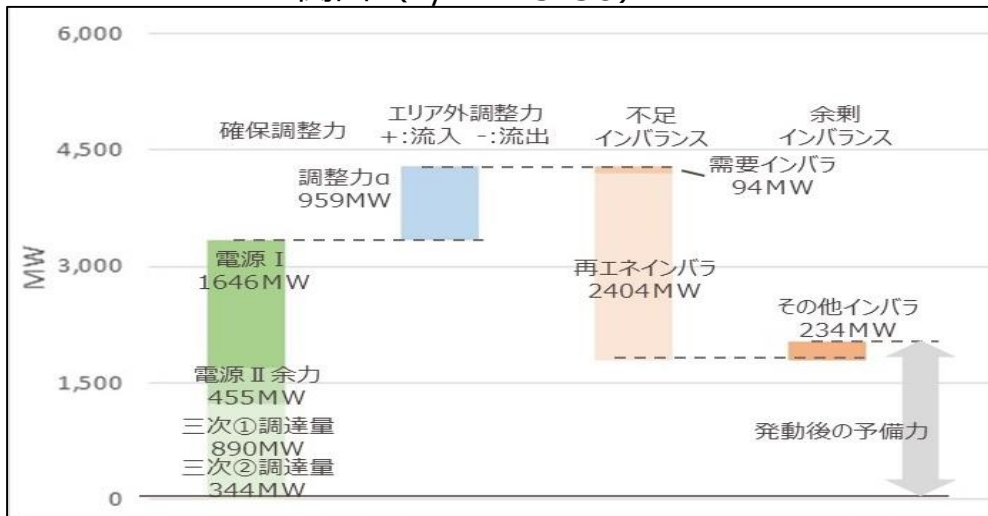 6,000
4,500
3,000
1,500
0
MW
確保調整力
エリア外調整力
+:流入 -:流出
不足
インバランス
余剰
インバランス
調整力α
959MW
需要インバラ
94MW
電源Ⅰ
1646MW
再エネインバラ
2404MW
その他インバラ
234MW
電源Ⅱ余力
455MW
三次①調達量
890MW
三次②調達量
344MW
発動後の予備力